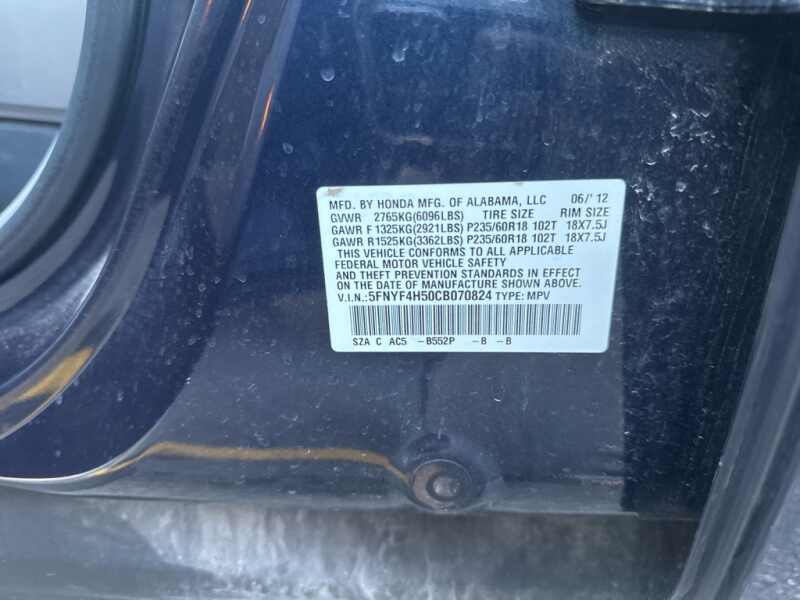 MFD. BY HONDA MFG. OF ALABAMA, LLC 06/'12
GVWR 2765KG(6096LBS) TIRE SIZE RIM SIZE
GAWR F1325KG(2921LBS) P235/60R18 102T 18X7.5J
GAWR R1525KG(3362LBS) P235/60R18 102T 18X7.5J
THIS VEHICLE CONFORMS TO ALL APPLICABLE
FEDERAL MOTOR VEHICLE SAFETY
AND THEFT PREVENTION STANDARDS IN EFFECT
ON THE DATE OF MANUFACTURE SHOWN ABOVE.
V.I.N.:5FNYF4H50CB070824 TYPE: MPV
SZA C AC5 -B552P -B -B